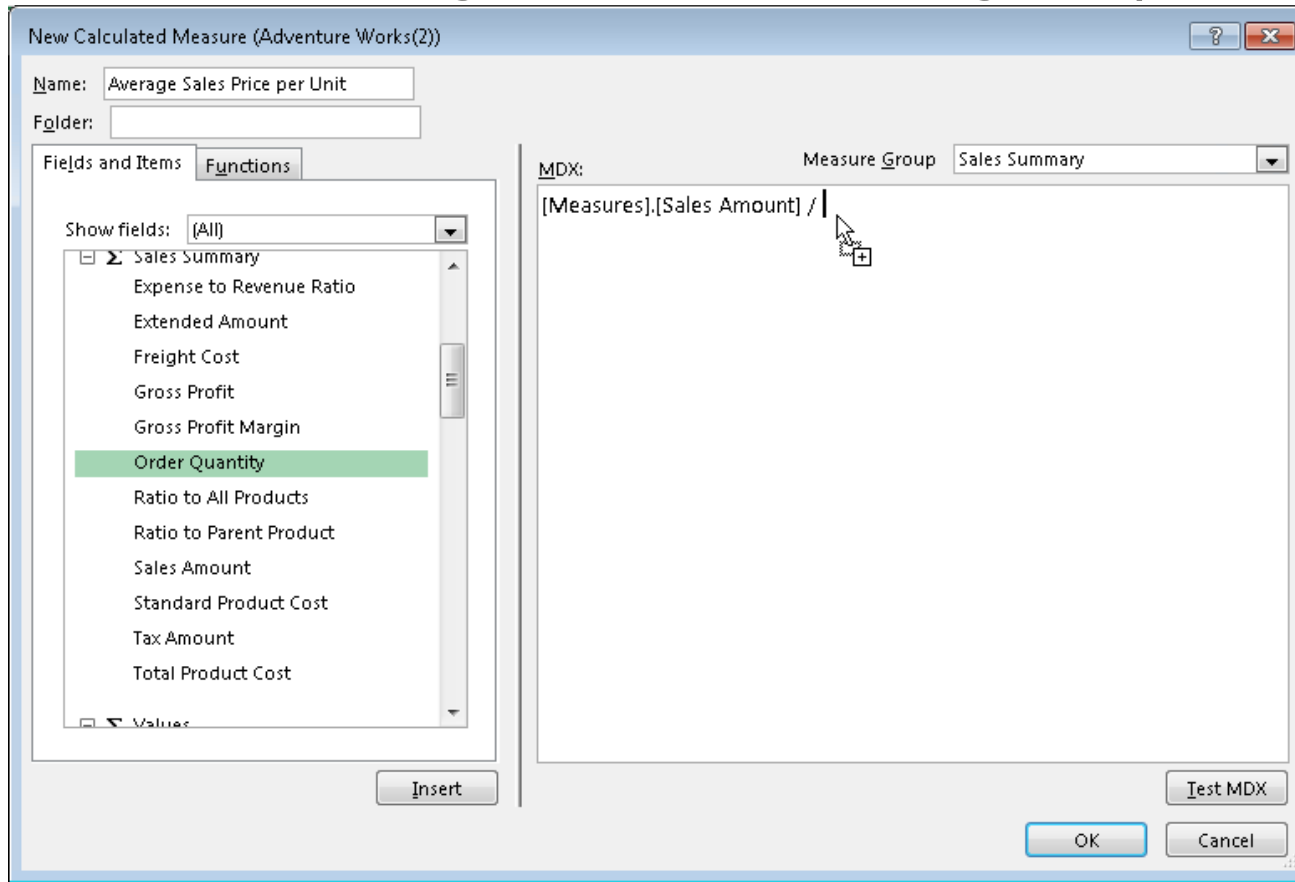 New Calculated Measure (Adventure Works(2))
Name: Average Sales Price per Unit
Folder:
Fields and Items Functions
Show fields: (All)
Sales Summary
Expense to Revenue Ratio
Extended Amount
Freight Cost
Gross Profit
Gross Profit Margin
Order Quantity
Ratio to All Products
Ratio to Parent Product
Sales Amount
Standard Product Cost
Tax Amount
Total Product Cost
Values
Insert
MDX: Measure Group Sales Summary
[Measures].[Sales Amount] /
Test MDX
OK Cancel